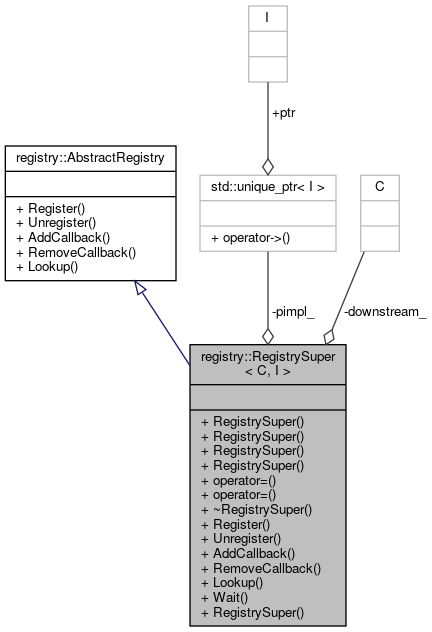 I
+ptr
registry::AbstractRegistry
+ Register()
+ Unregister()
+ AddCallback()
+ RemoveCallback()
+ Lookup()
std::unique_ptr< I >
+ operator->()
C
-pimpl_
-downstream_
registry::RegistrySuper
< C, I >
+ RegistrySuper()
+ RegistrySuper()
+ RegistrySuper()
+ RegistrySuper()
+ operator=()
+ operator=()
+ ~RegistrySuper()
+ Register()
+ Unregister()
+ AddCallback()
+ RemoveCallback()
+ Lookup()
+ Wait()
+ RegistrySuper()